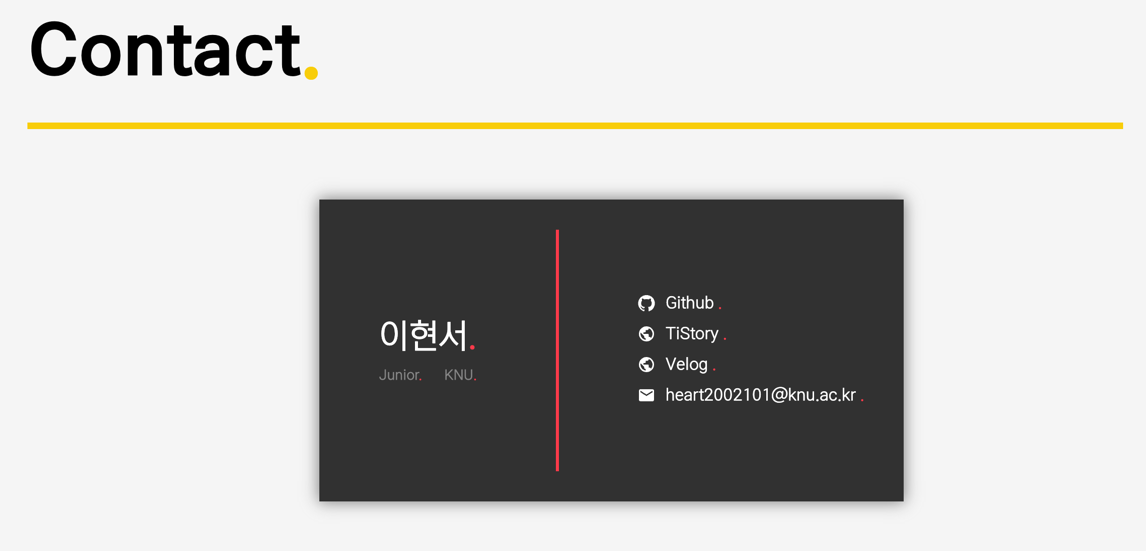 Contact.
이현서.
Junior. KNU.
Github .
TiStory .
Velog .
heart2002101@knu.ac.kr .